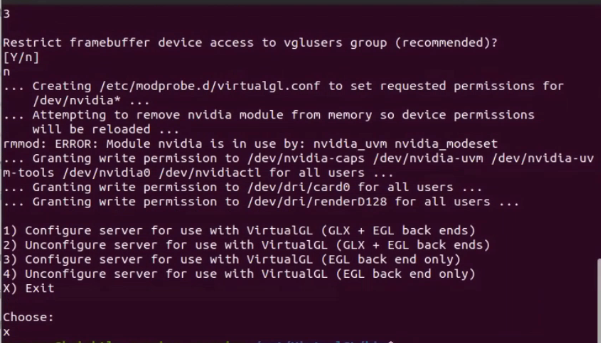 3
Restrict framebuffer device access to vglusers group (recommended)?
[Y/n]
n
... Creating /etc/modprobe.d/virtualgl.conf to set requested permissions for
/dev/nvidia* ...
... Attempting to remove nvidia module from memory so device permissions
will be reloaded ...
rmmod: ERROR: Module nvidia is in use by: nvidia_uvm nvidia_modeset
... Granting write permission to /dev/nvidia-caps /dev/nvidia-uvm /dev/nvidia-uv
m-tools /dev/nvidia0 /dev/nvidiactl for all users ...
... Granting write permission to /dev/dri/card0 for all users ...
... Granting write permission to /dev/dri/renderD128 for all users ...
1) Configure server for use with VirtualGL (GLX + EGL back ends)
2) Unconfigure server for use with VirtualGL (GLX + EGL back ends)
3) Configure server for use with VirtualGL (EGL back end only)
4) Unconfigure server for use with VirtualGL (EGL back end only)
X) Exit
Choose:
x